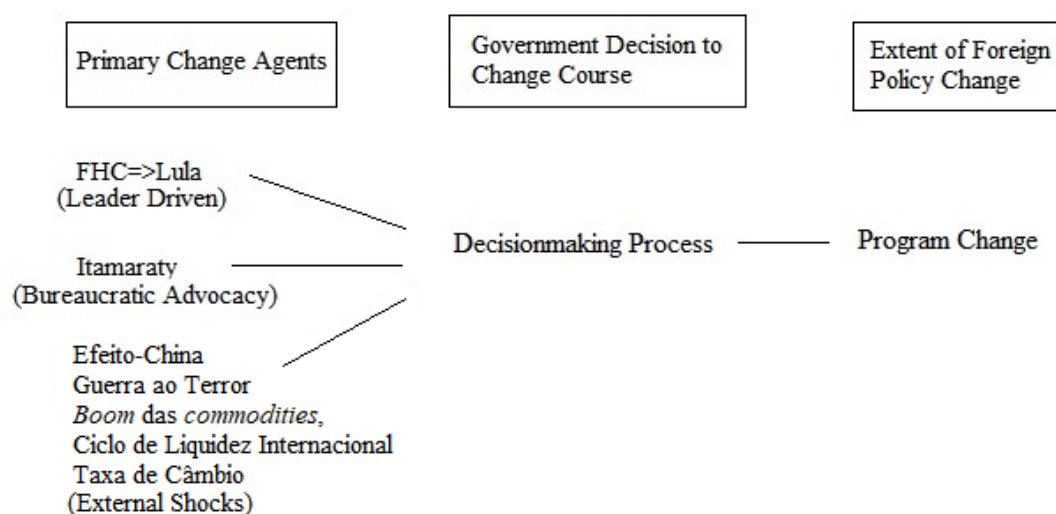 Primary Change Agents
Government Decision to
Change Course
Extent of Foreign
Policy Change
FHC=>Lula
(Leader Driven)
Itamaraty
(Bureaucratic Advocacy)
Efeito-China
Guerra ao Terror
Boom das commodities,
Ciclo de Liquidez Internacional
Taxa de Câmbio
(External Shocks)
Decisionmaking Process
Program Change